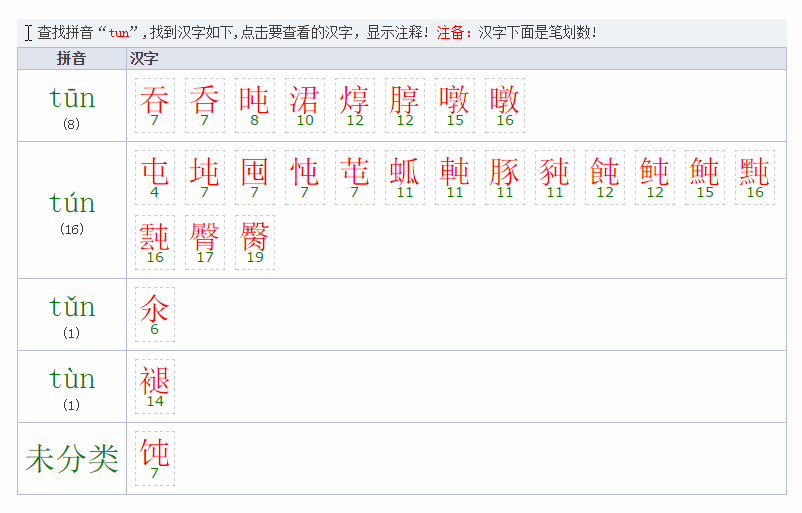 查找拼音“tun”,找到汉字如下,点击要查看的汉字,显示注释! 注备:汉字下面是笔划数!
拼音 汉字
tūn
(8)
吞 呑 旽 涒 焞 朜 噋 暾
7 7 8 10 12 12 15 16
tún
(16)
屯 坉 囤 忳 芚 軘 豚 豘 飩 鲀 魨 黗
4 7 7 7 7 11 11 11 11 12 12 15 16
霕 臀 臋
16 17 19
tǔn
(1)
氽
6
tùn
(1)
褪
14
未分类
饨
7